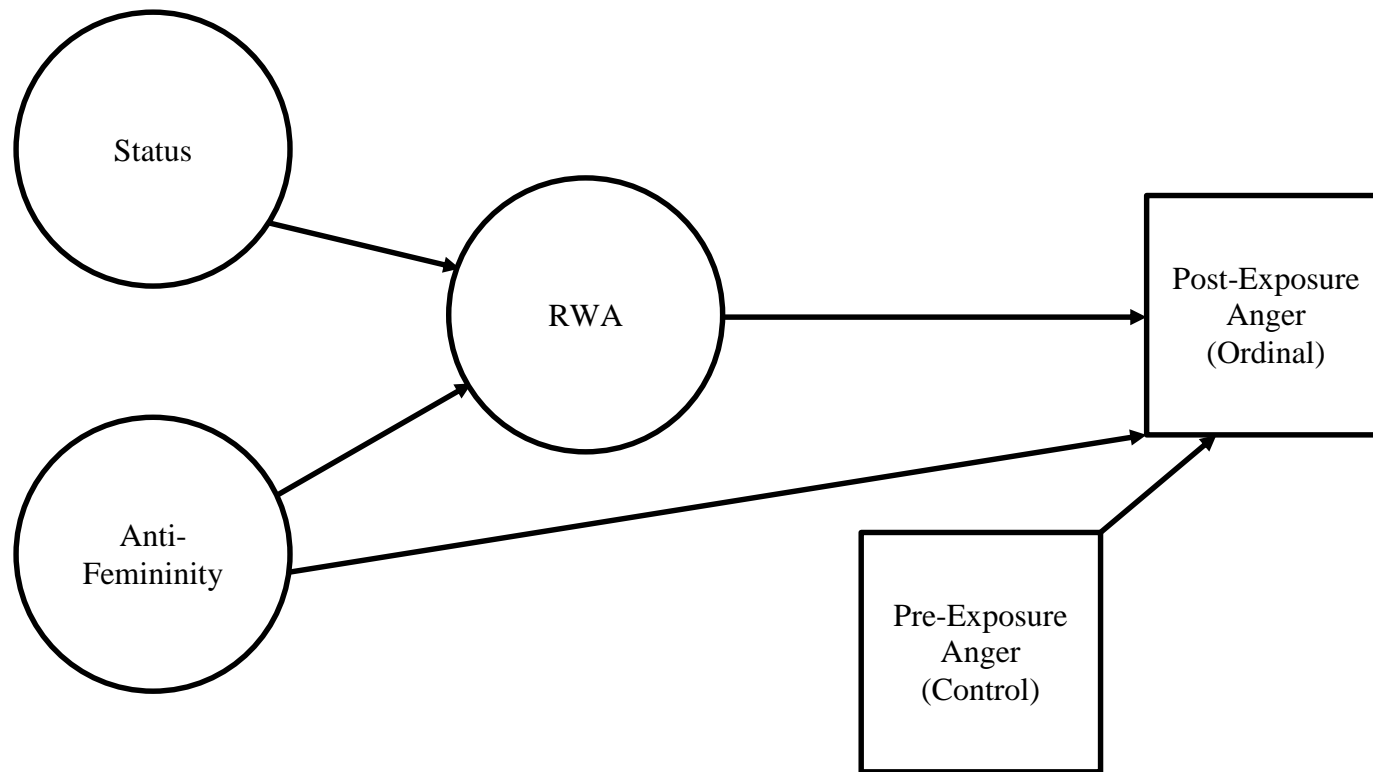 Status
RWA
Post-Exposure
Anger
(Ordinal)
Anti-
Femininity
Pre-Exposure
Anger
(Control)